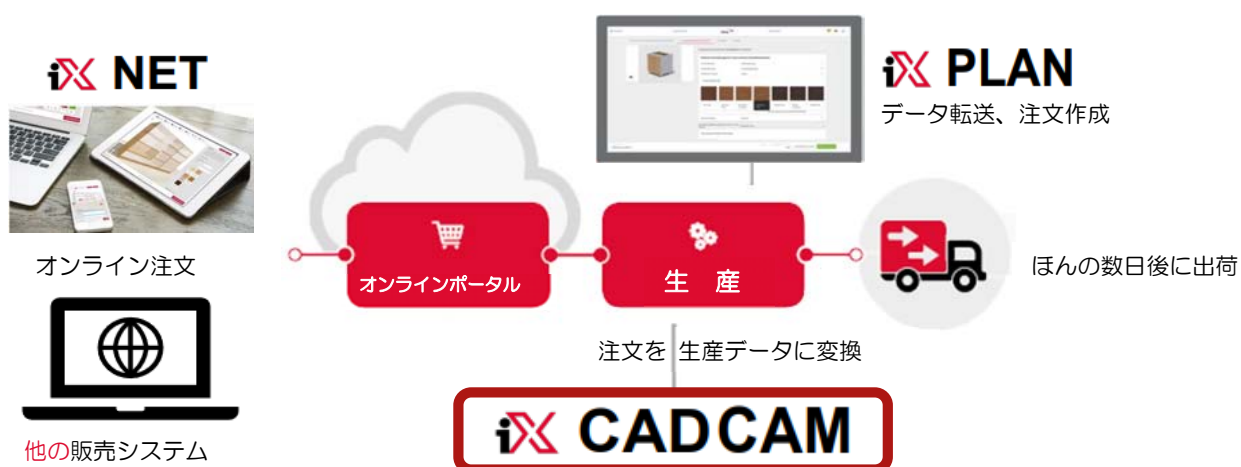 iX NET
オンライン注文
他の販売システム
オンラインポータル
生 産
iX PLAN
データ転送、注文作成
ほんの数日後に出荷
注文を 生産データに変換
iX CADCAM